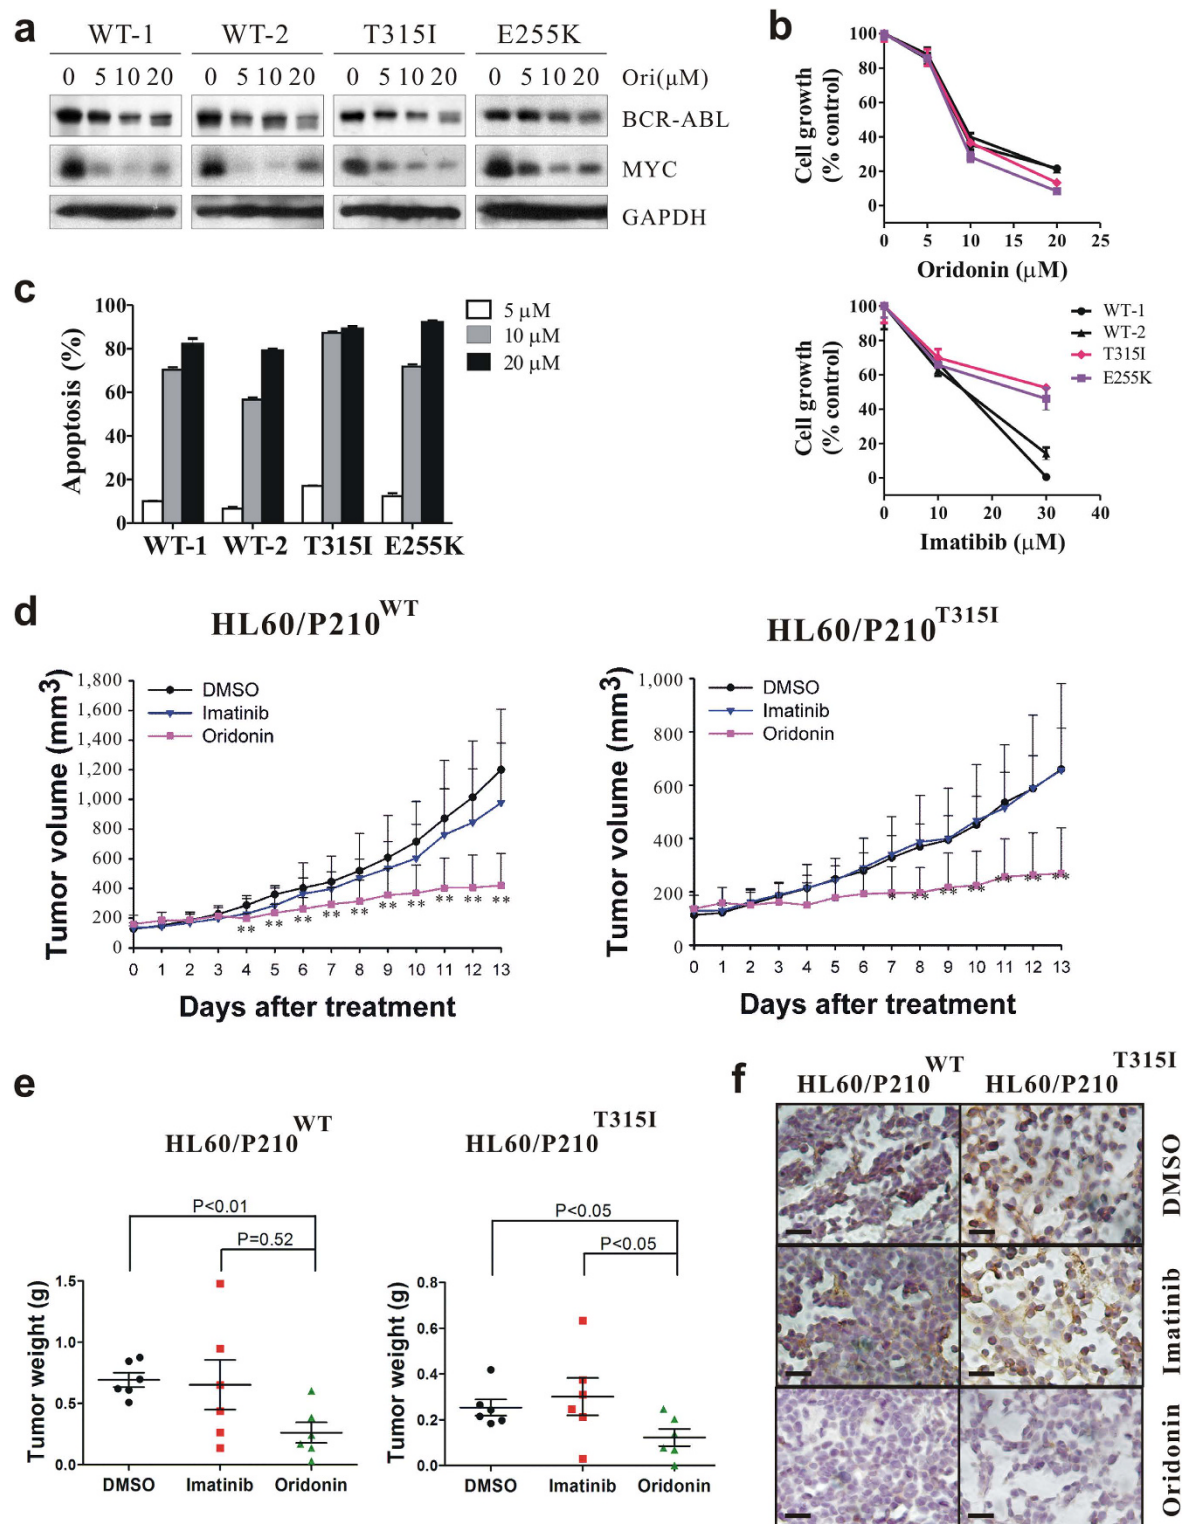 a
WT-1 WT-2 T315I E255K
0 5 10 20 0 5 10 20 0 5 10 20 0 5 10 20 Ori(μM)
BCR-ABL
MYC
GAPDH
b
Cell growth
(% control)
100
80
60
40
20
0
0 5 10 15 20 25
Oridonin (μM)
Cell growth
(% control)
100
80
60
40
20
0
0 10 20 30 40
Imatibib (μM)
WT-1
WT-2
T315I
E255K
c
Apoptosis (%)
100
80
60
40
20
0
WT-1 WT-2 T315I E255K
5 μM
10 μM
20 μM
d
HL60/P210WT
Tumor volume (mm3)
1,800
1,600
1,400
1,200
1,000
800
600
400
200
0
DMSO
Imatinib
Oridonin
** ** ** ** ** ** ** ** ** **
0 1 2 3 4 5 6 7 8 9 10 11 12 13
Days after treatment
HL60/P210T315I
Tumor volume (mm3)
1,000
800
600
400
200
0
DMSO
Imatinib
Oridonin
* ** ** ** ** ** **
0 1 2 3 4 5 6 7 8 9 10 11 12 13
Days after treatment
e
HL60/P210WT
P<0.01
P=0.52
Tumor weight (g)
1.5
1.0
0.5
0.0
DMSO Imatinib Oridonin
HL60/P210T315I
P<0.05
P<0.05
Tumor weight (g)
0.8
0.6
0.4
0.2
0.0
DMSO Imatinib Oridonin
f
HL60/P210WT HL60/P210T315I
DMSO
Imatinib
Oridonin